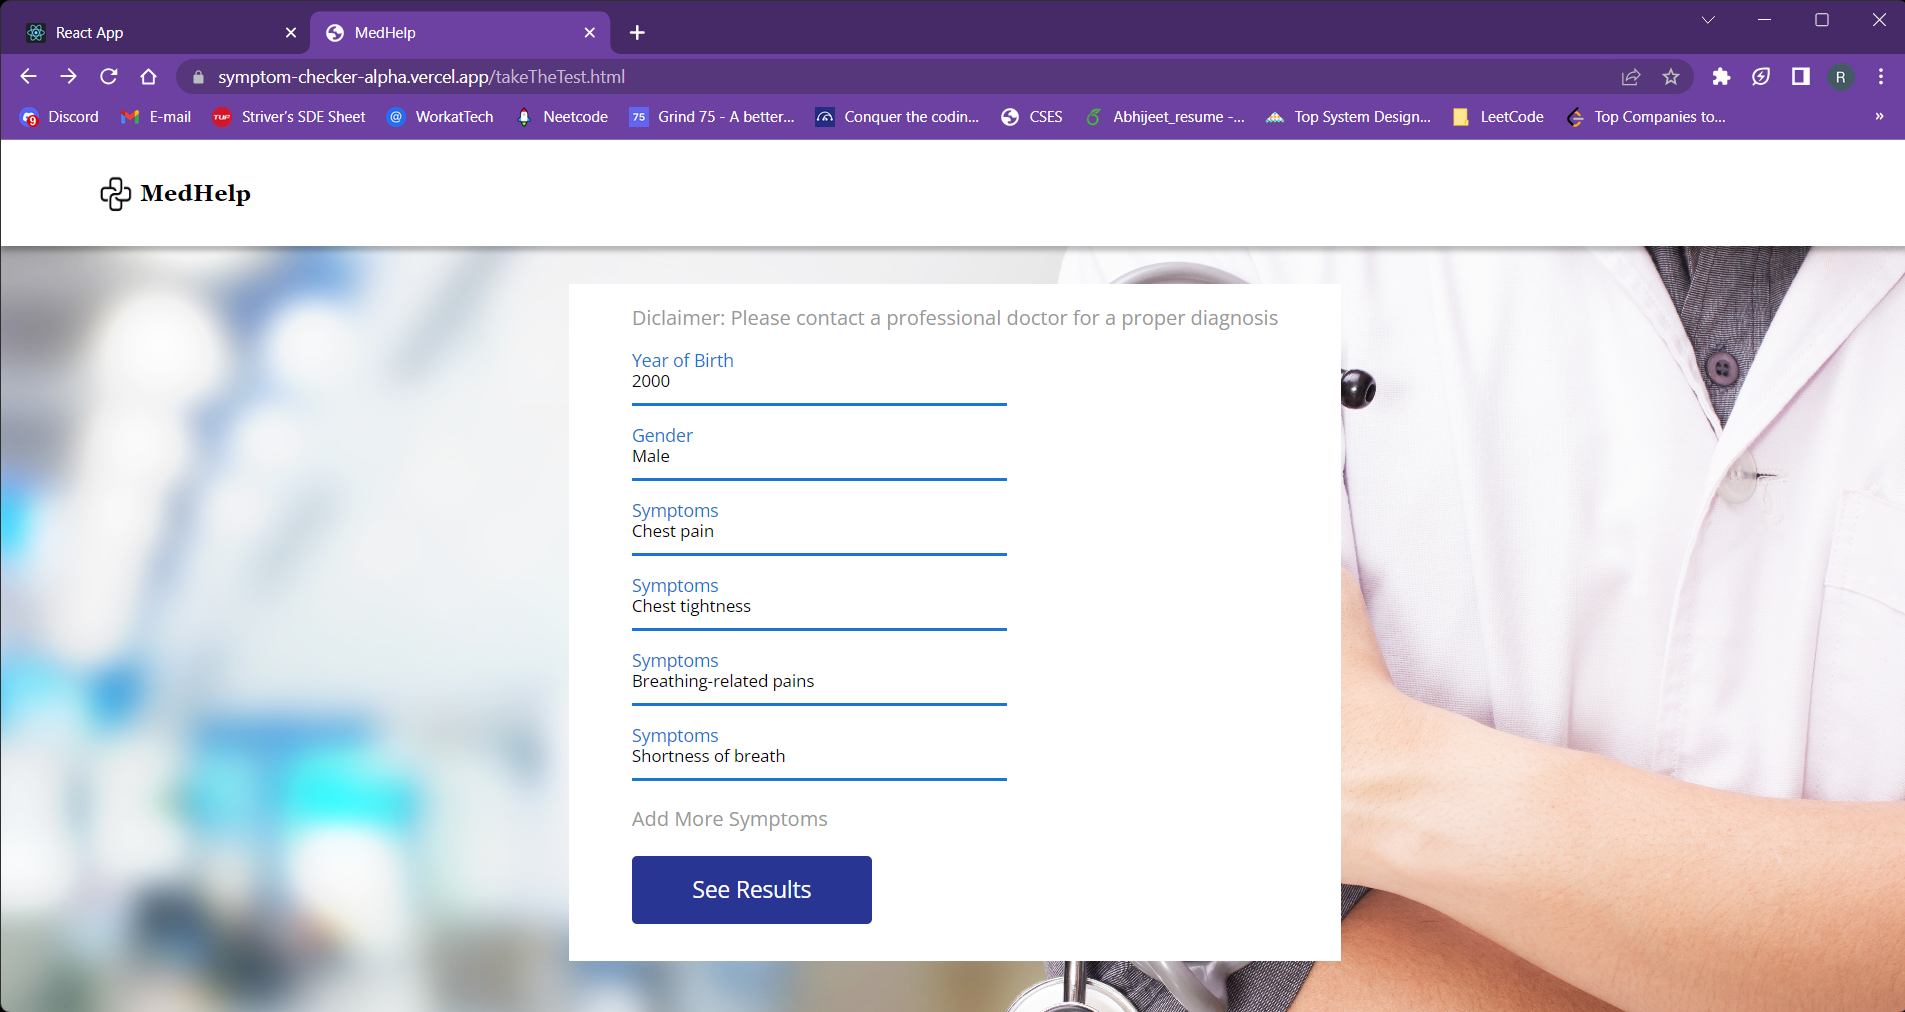 React App
MedHelp
symptom-checker-alpha.vercel.app/takeTheTest.html
R
9 Discord
E-mail
TUF Striver's SDE Sheet
@ WorkatTech
Neetcode
75 Grind 75 - A better...
Conquer the codin...
CSES
Abhijeet_resume -...
Top System Design...
LeetCode
Top Companies to...
»
MedHelp
Diclaimer: Please contact a professional doctor for a proper diagnosis
Year of Birth
2000
Gender
Male
Symptoms
Chest pain
Symptoms
Chest tightness
Symptoms
Breathing-related pains
Symptoms
Shortness of breath
Add More Symptoms
See Results